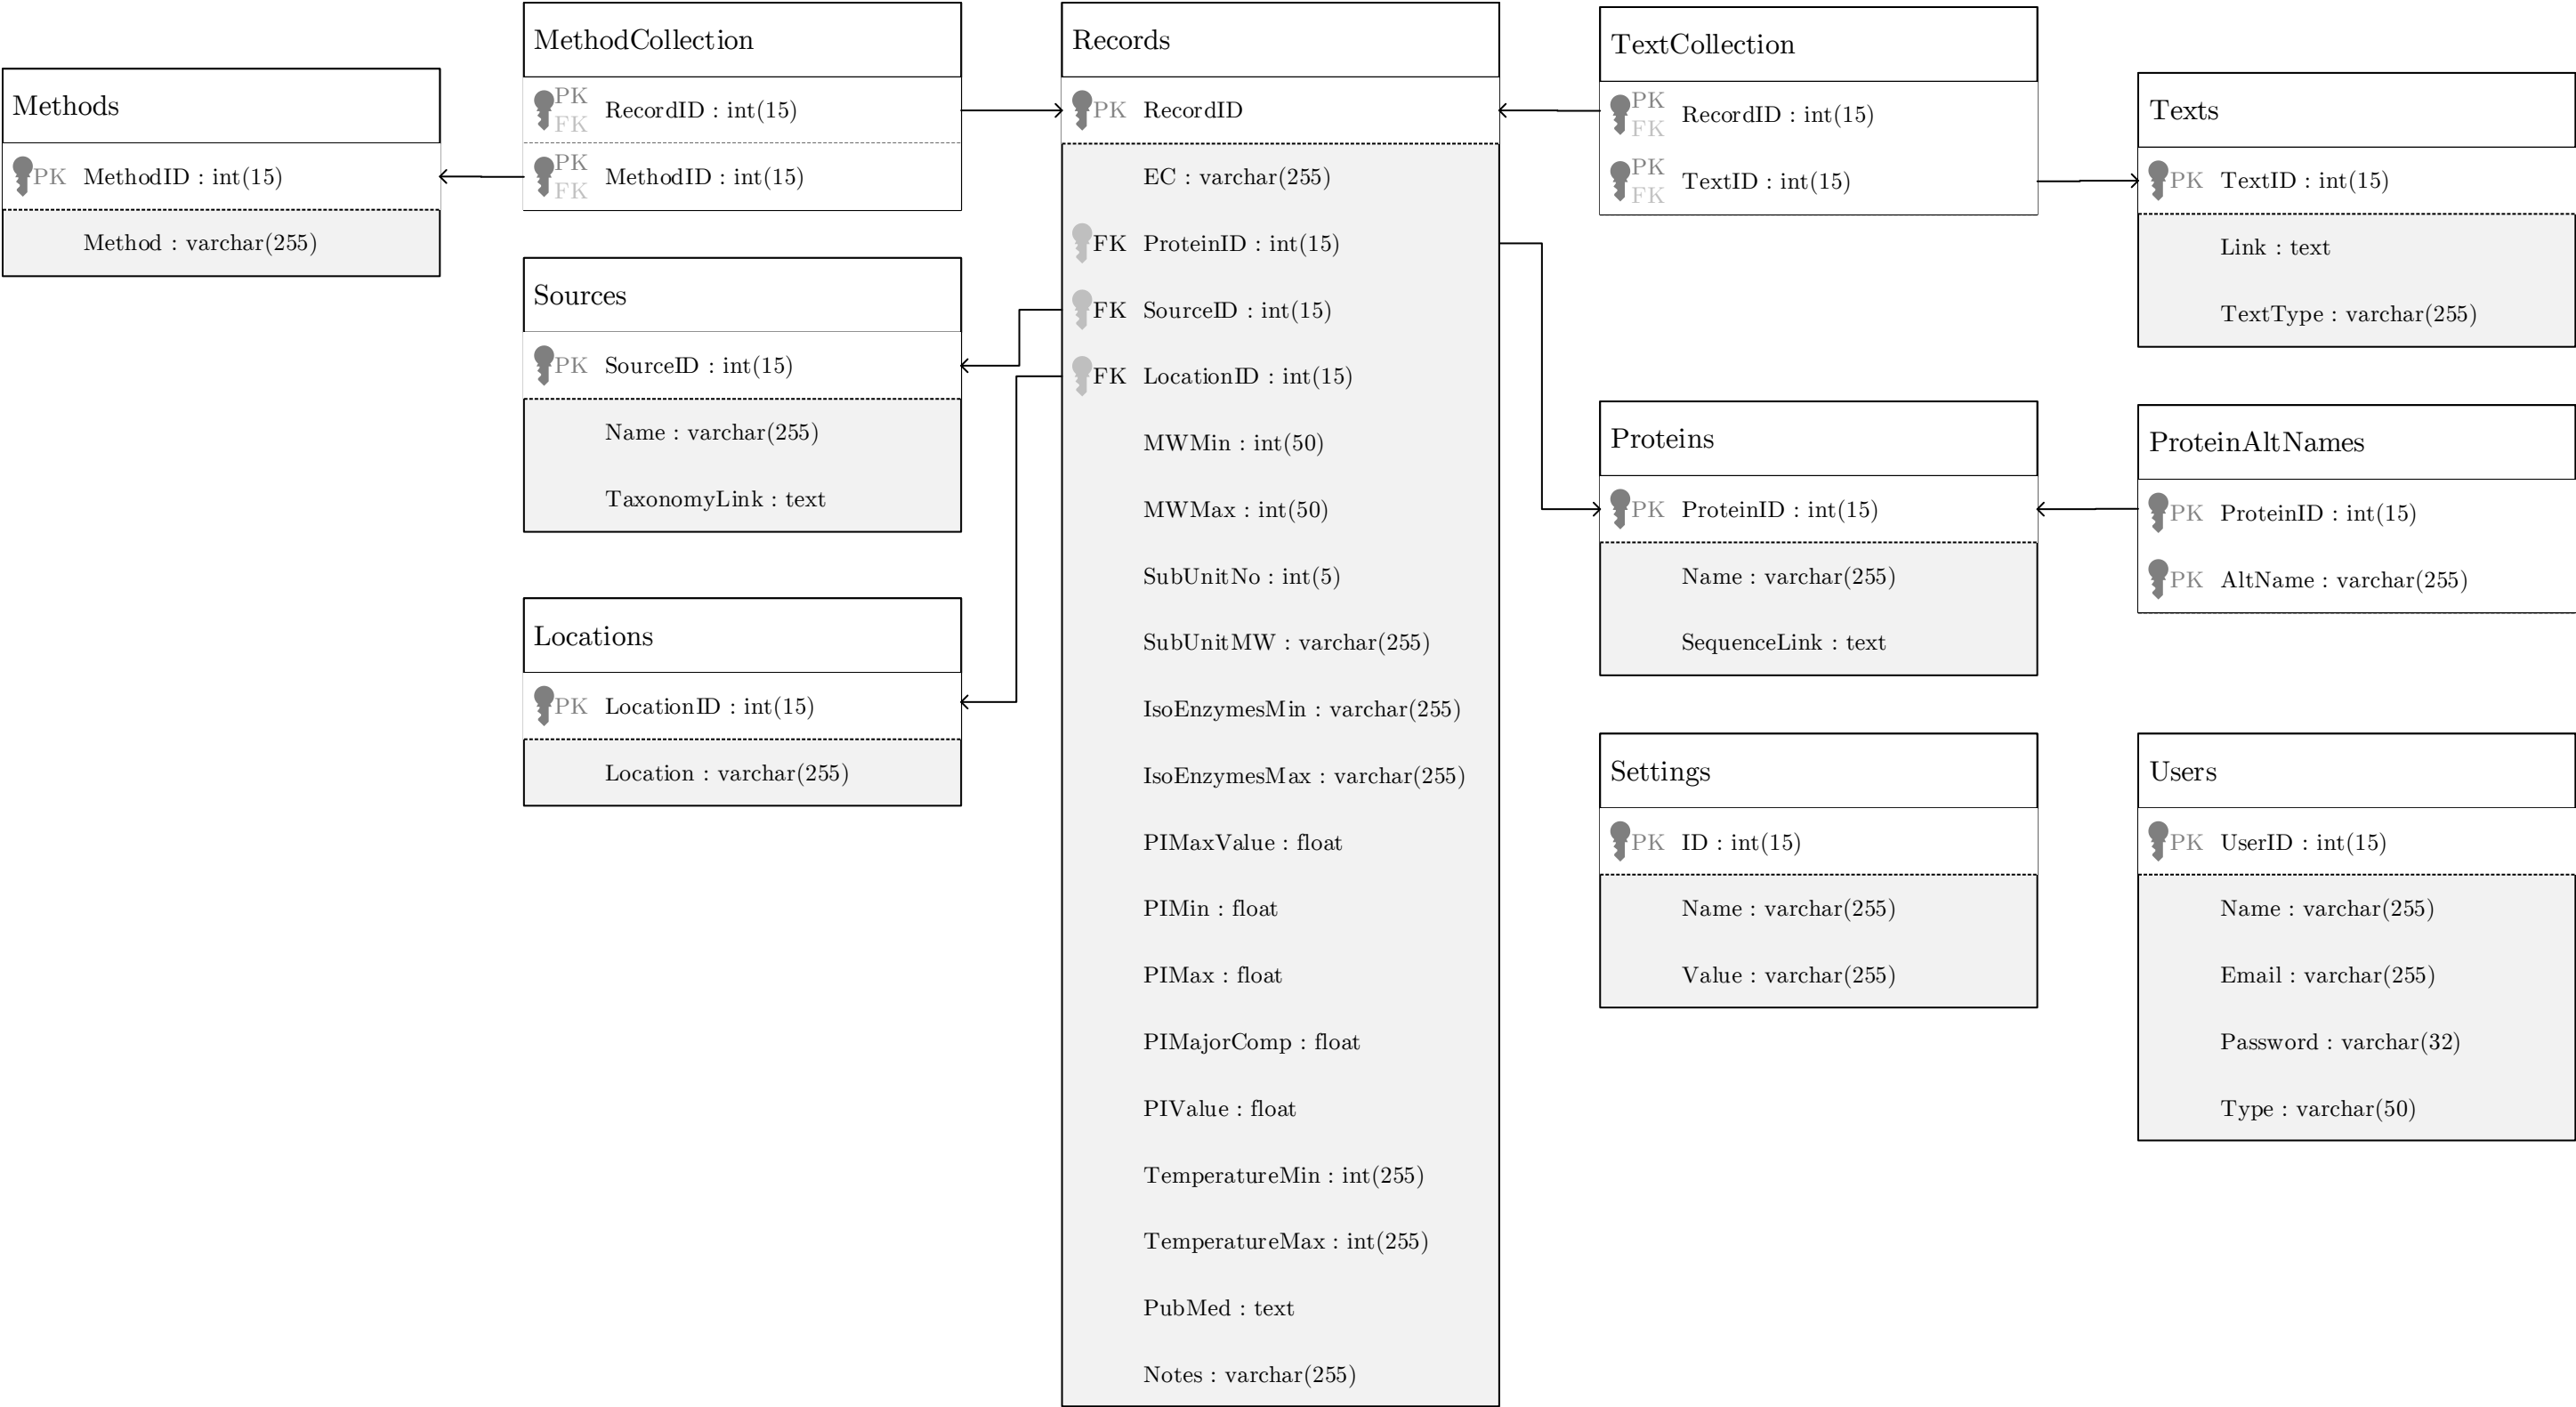 Methods
PK MethodID : int(15)
Method : varchar(255)
MethodCollection
PK
FK
RecordID : int(15)
PK
FK
MethodID : int(15)
Sources
PK SourceID : int(15)
Name : varchar(255)
TaxonomyLink : text
Locations
PK LocationID : int(15)
Location : varchar(255)
Records
PK RecordID
EC : varchar(255)
FK ProteinID : int(15)
FK SourceID : int(15)
FK LocationID : int(15)
MWMin : int(50)
MWMax : int(50)
SubUnitNo : int(5)
SubUnitMW : varchar(255)
IsoEnzymesMin : varchar(255)
IsoEnzymesMax : varchar(255)
PIMaxValue : float
PIMin : float
PIMax : float
PIMajorComp : float
PIValue : float
TemperatureMin : int(255)
TemperatureMax : int(255)
PubMed : text
Notes : varchar(255)
TextCollection
PK
FK
RecordID : int(15)
PK
FK
TextID : int(15)
Proteins
PK ProteinID : int(15)
Name : varchar(255)
SequenceLink : text
Settings
PK ID : int(15)
Name : varchar(255)
Value : varchar(255)
Texts
PK TextID : int(15)
Link : text
TextType : varchar(255)
ProteinAltNames
PK ProteinID : int(15)
PK AltName : varchar(255)
Users
PK UserID : int(15)
Name : varchar(255)
Email : varchar(255)
Password : varchar(32)
Type : varchar(50)